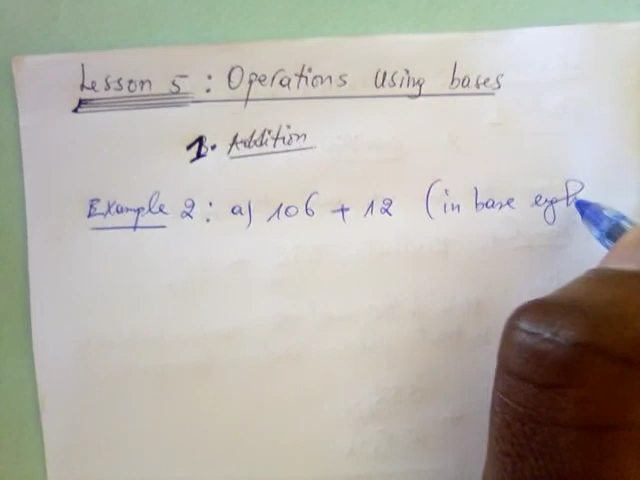 Lesson 5 : Operations using bases
1. Addition
Example 2 : a) 106 + 12 (in base